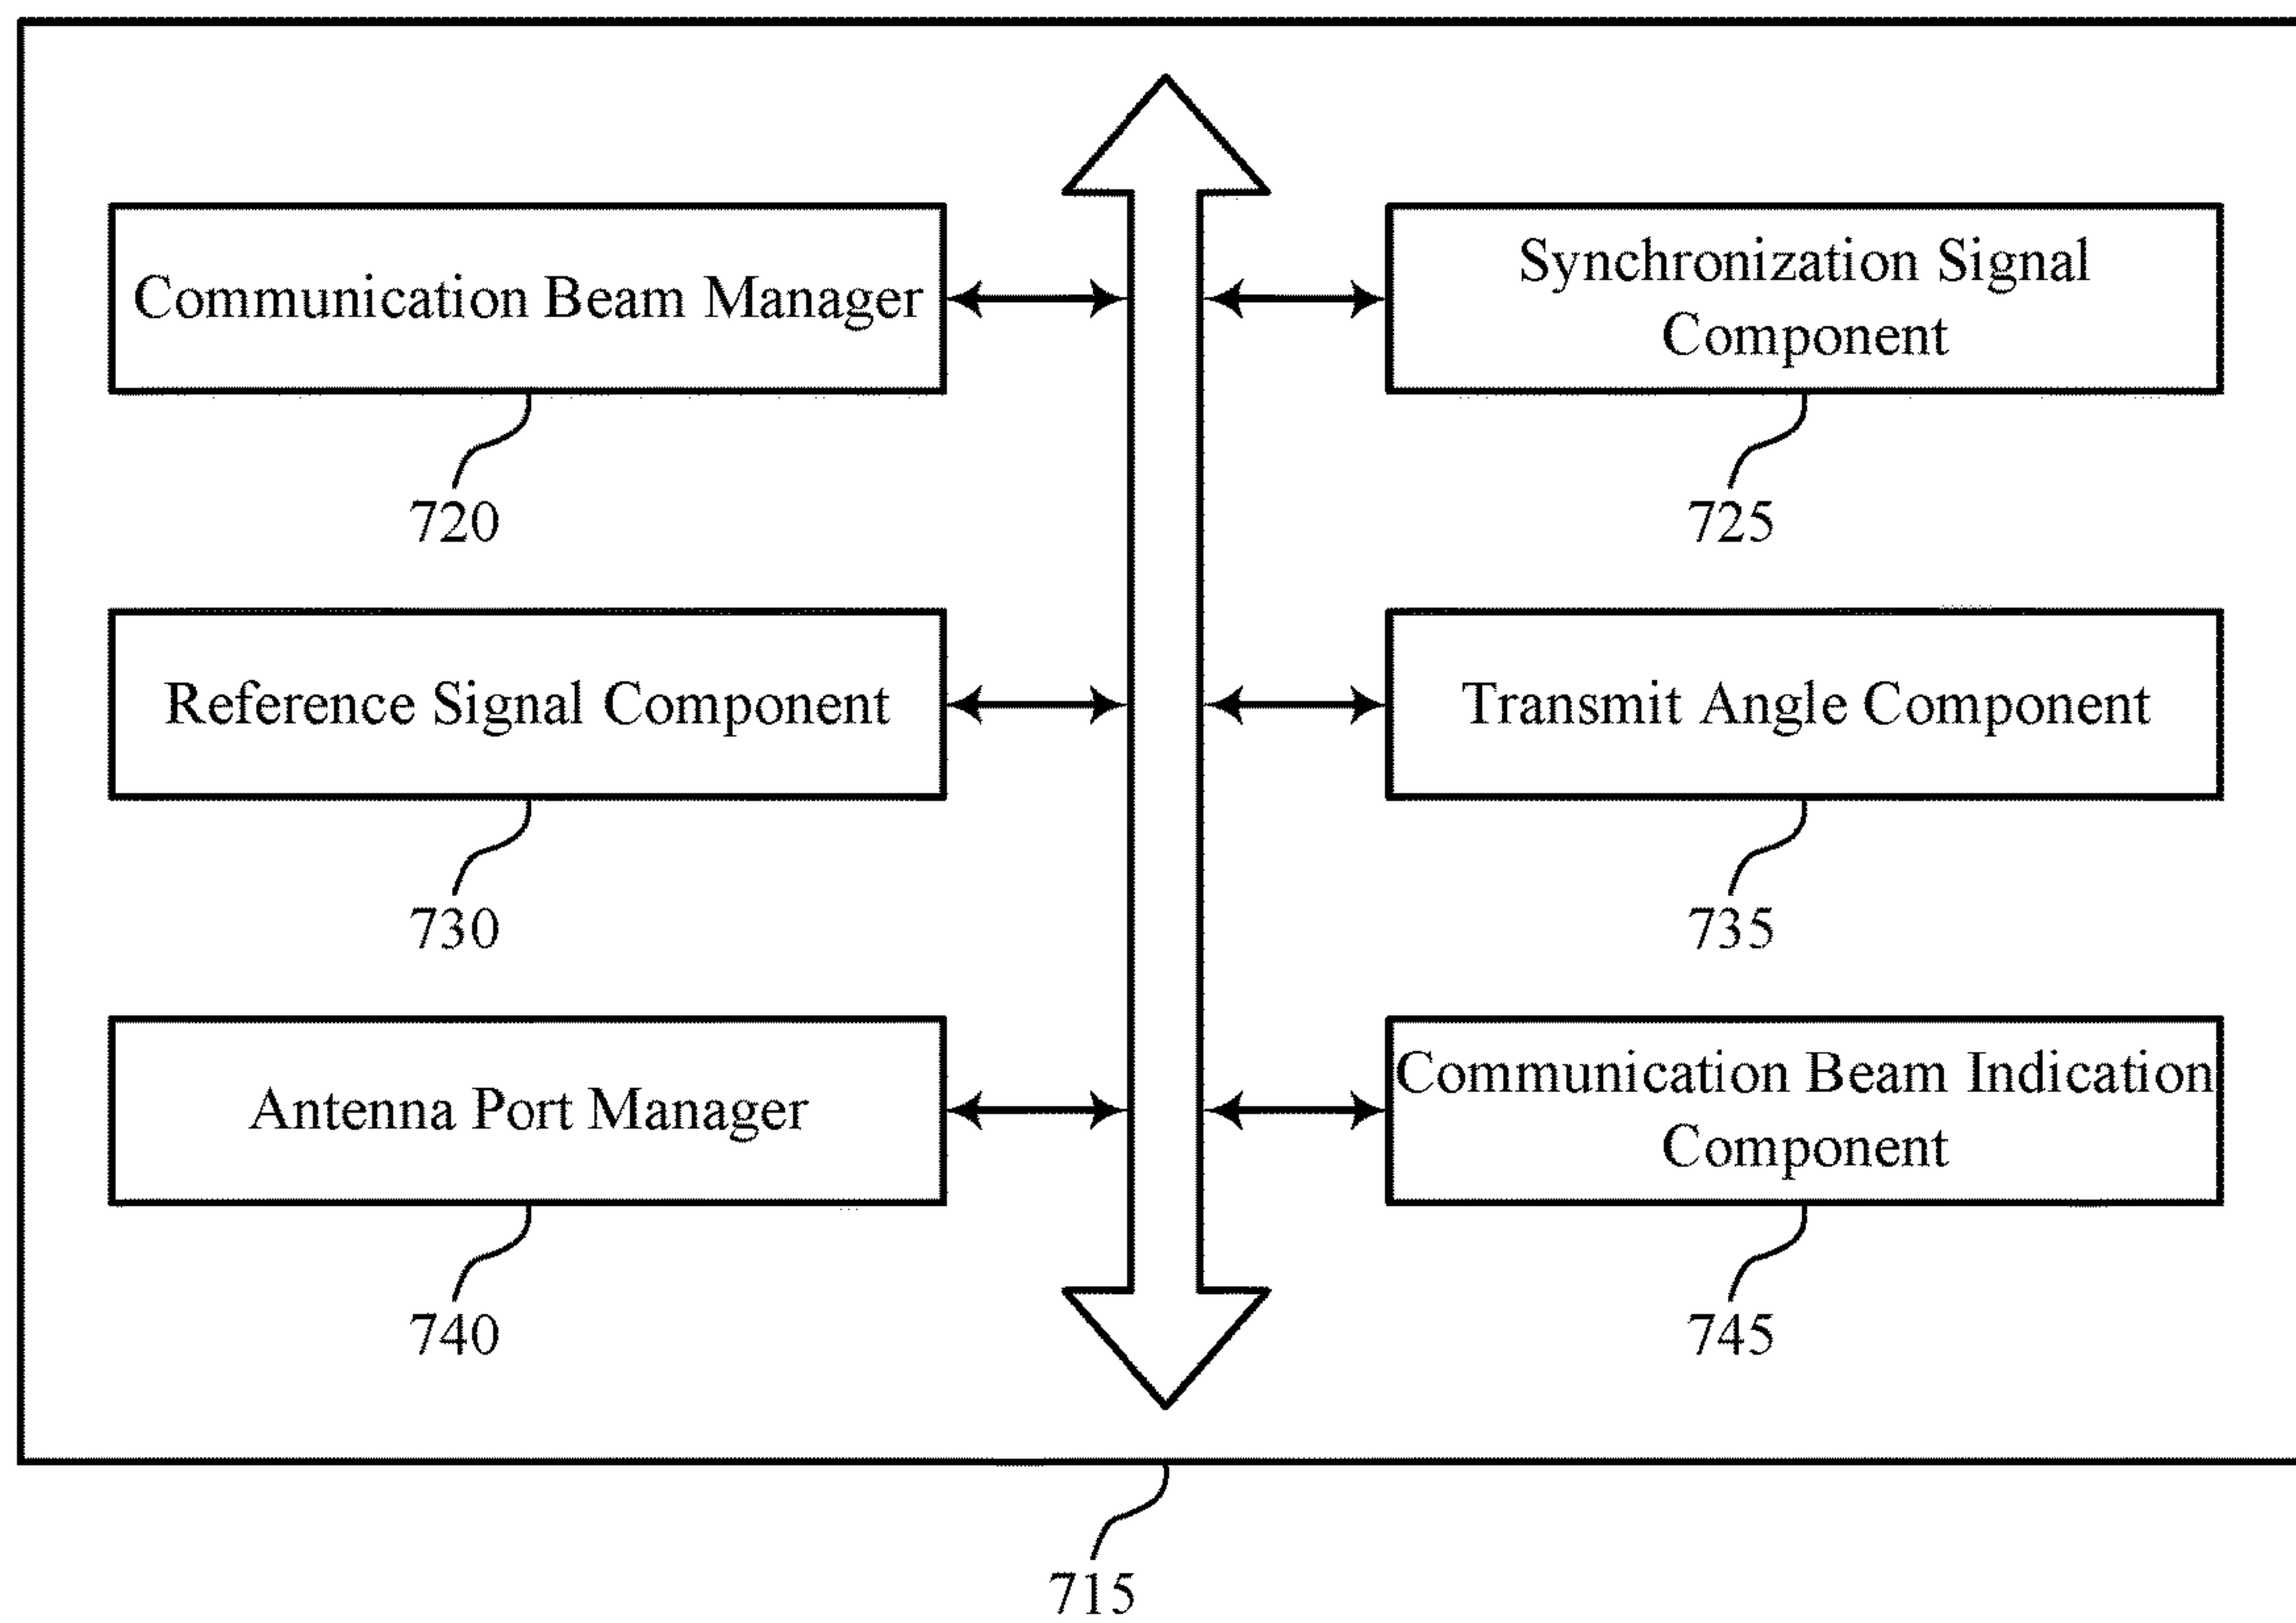 Communication Beam Manager
720
Synchronization Signal
Component
725
Reference Signal Component
730
Transmit Angle Component
735
Antenna Port Manager
740
Communication Beam Indication
Component
745
715